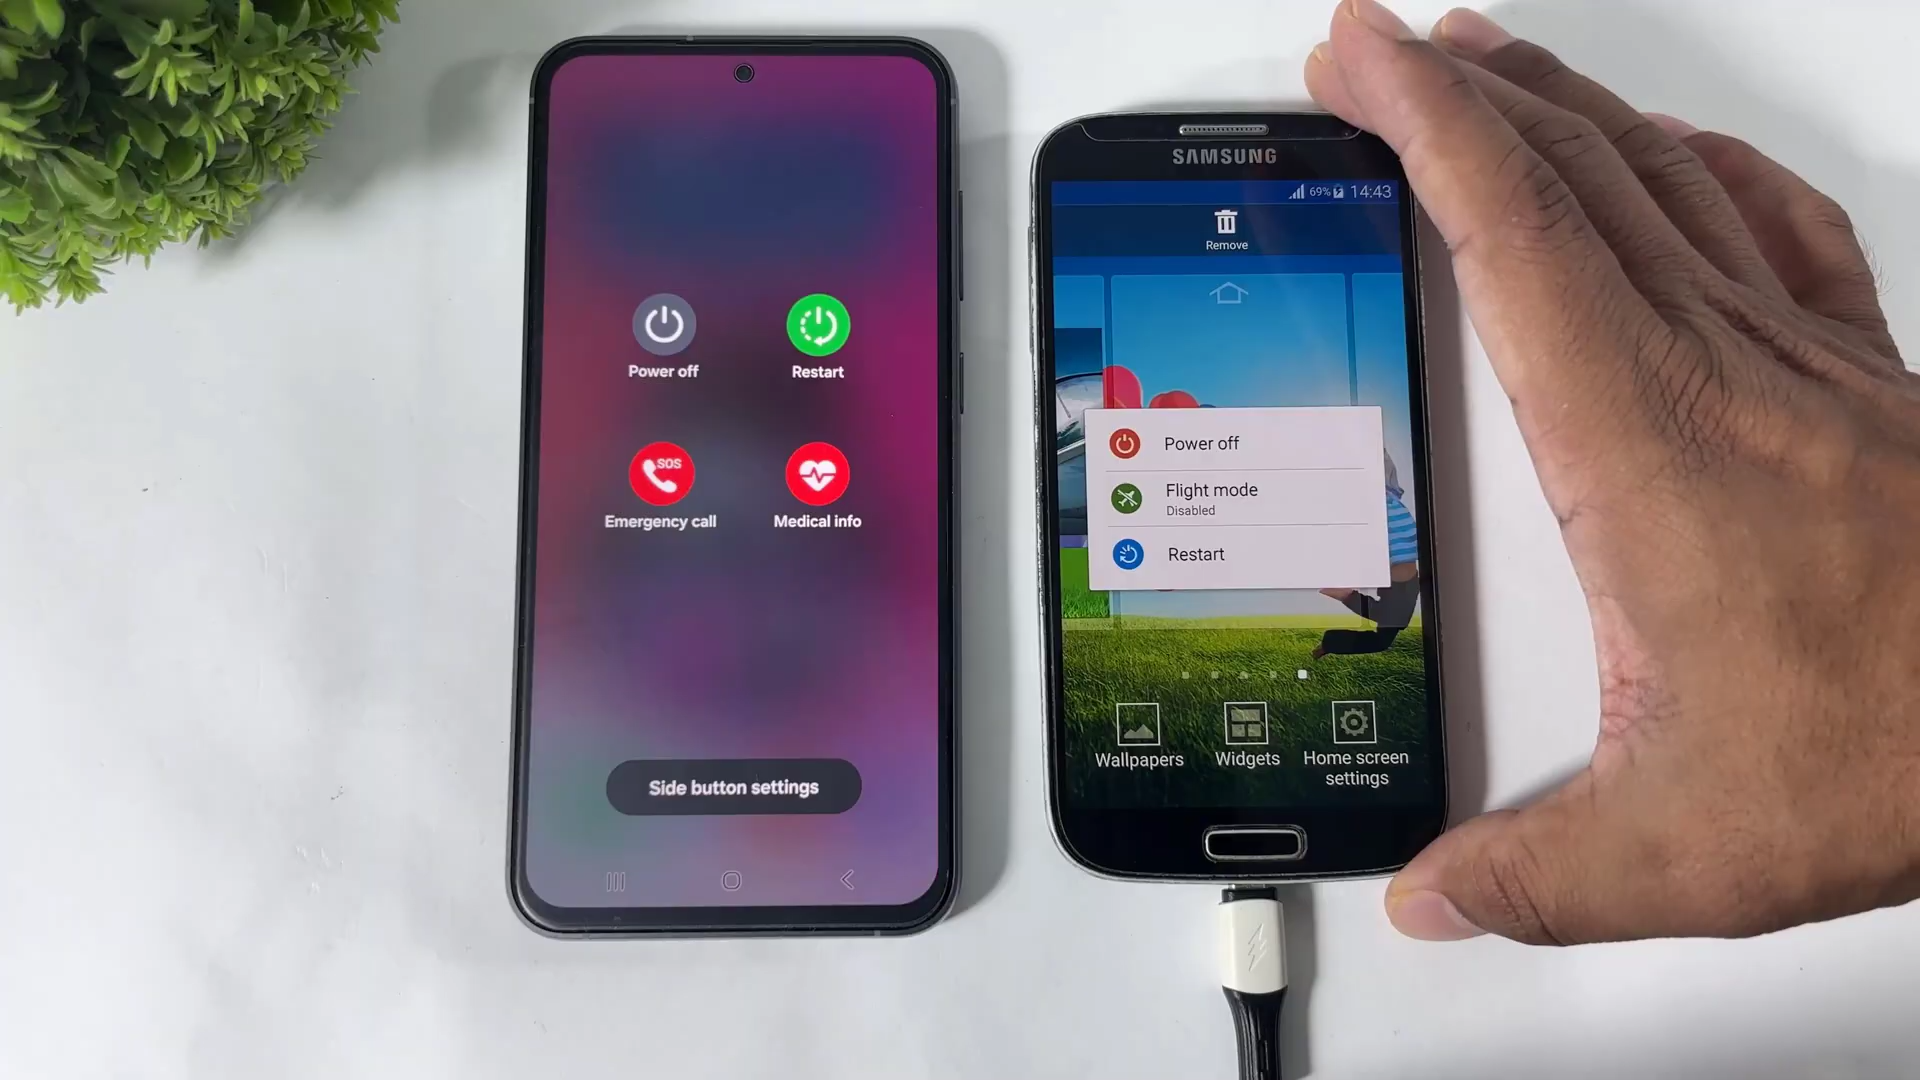 Power off
Restart
SOS
Emergency call
Medical info
Side button settings
SAMSUNG
69% 14:43
Remove
Power off
Flight mode
Disabled
Restart
Wallpapers
Widgets
Home screen
settings